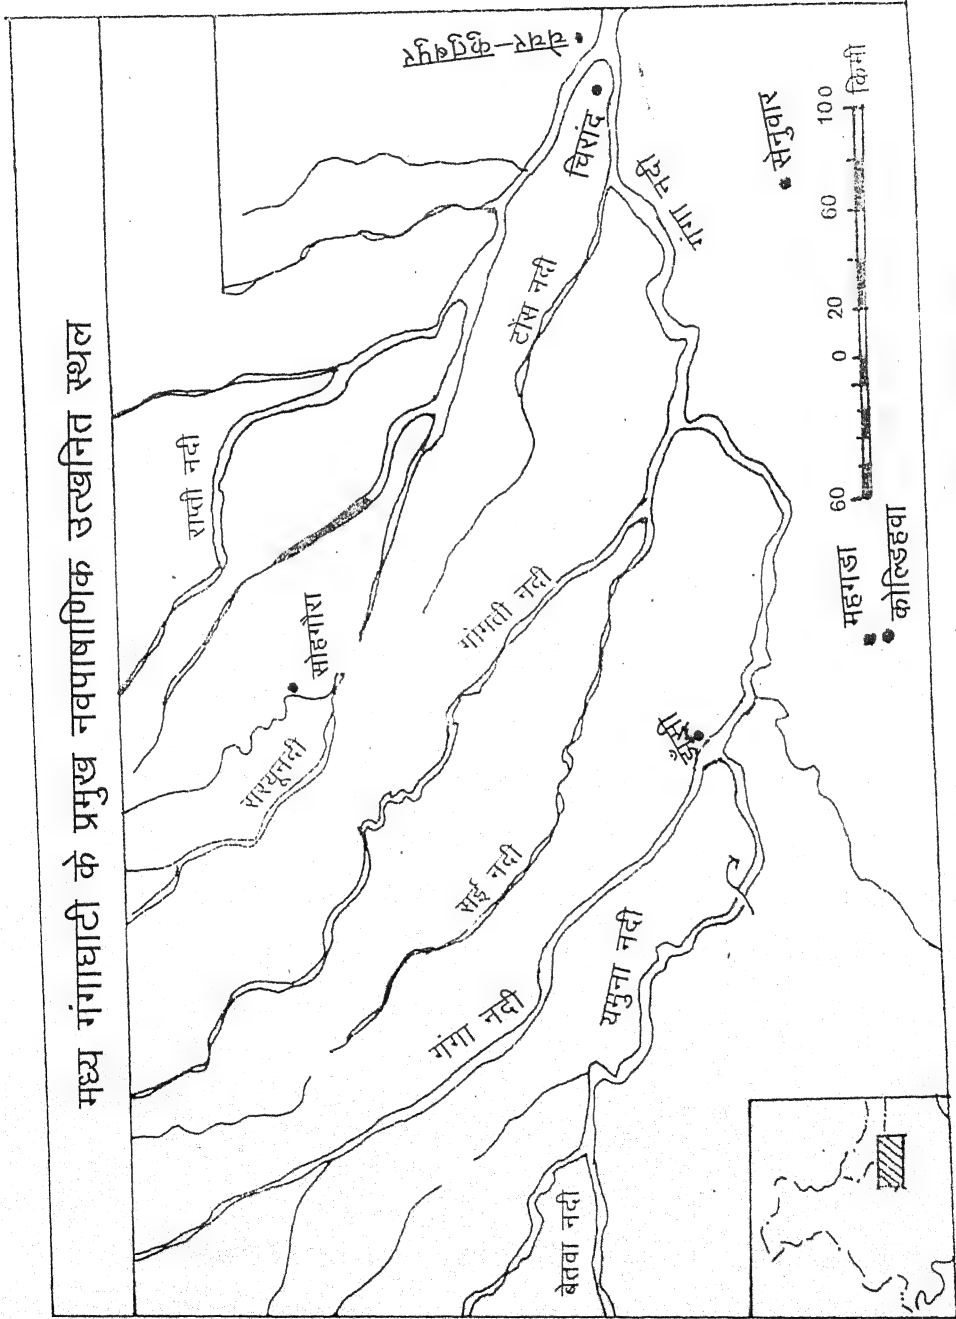 मध्य गंगाघाटी के प्रमुख नवपाषाणिक उत्खनित स्थल
चेचर-कुतुबपुर
चिरांद
गंगा नदी
सेनुवार
टोंस नदी
राप्ती नदी
सोहगौरा
सरयूनदी
गोमती नदी
सई नदी
झूँसी
गंगा नदी
यमुना नदी
बेतवा नदी
महगडा
कोल्डिहवा
60 0 20 60 100 किमी